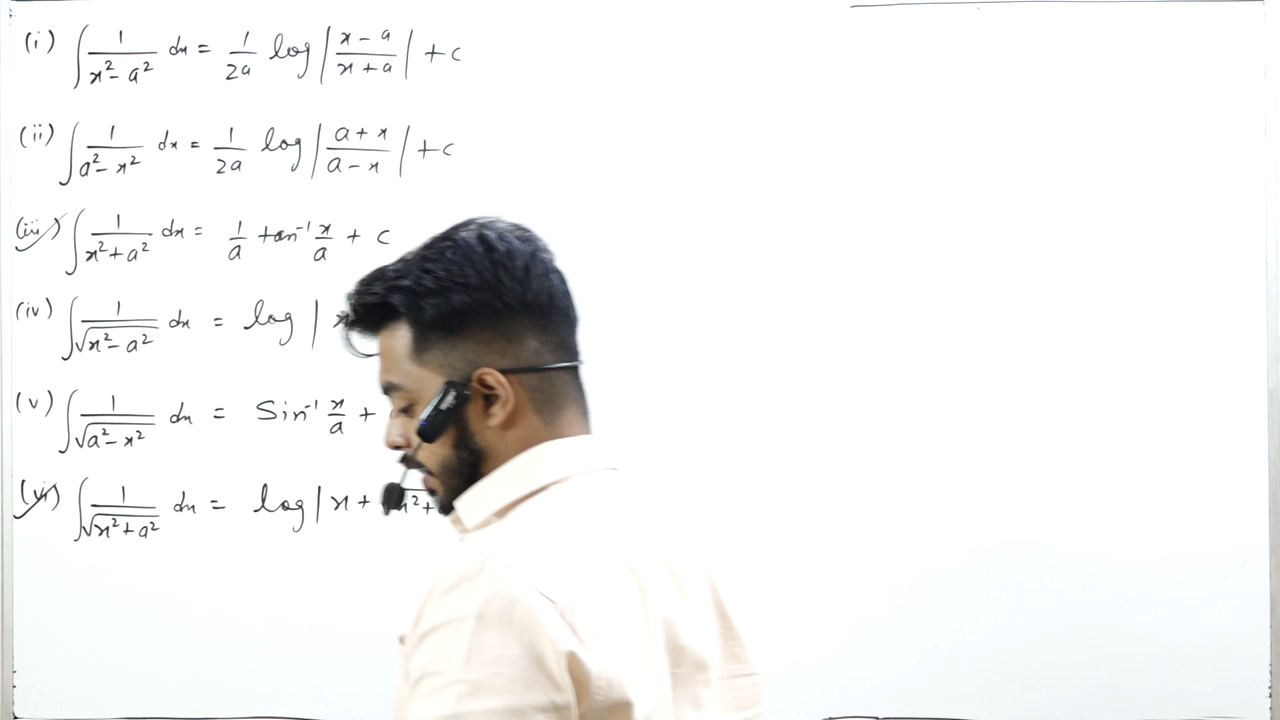 (i) ∫ 1/(x² - a²) dx = 1/2a log |(x - a)/(x + a)| + c
(ii) ∫ 1/(a² - x²) dx = 1/2a log |(a + x)/(a - x)| + c
(iii) ∫ 1/(x² + a²) dx = 1/a tan⁻¹ x/a + c
(iv) ∫ 1/√(x² - a²) dx = log | x
(v) ∫ 1/√(a² - x²) dx = Sin⁻¹ x/a +
(vi) ∫ 1/√(x² + a²) dx = log | x + √x² +